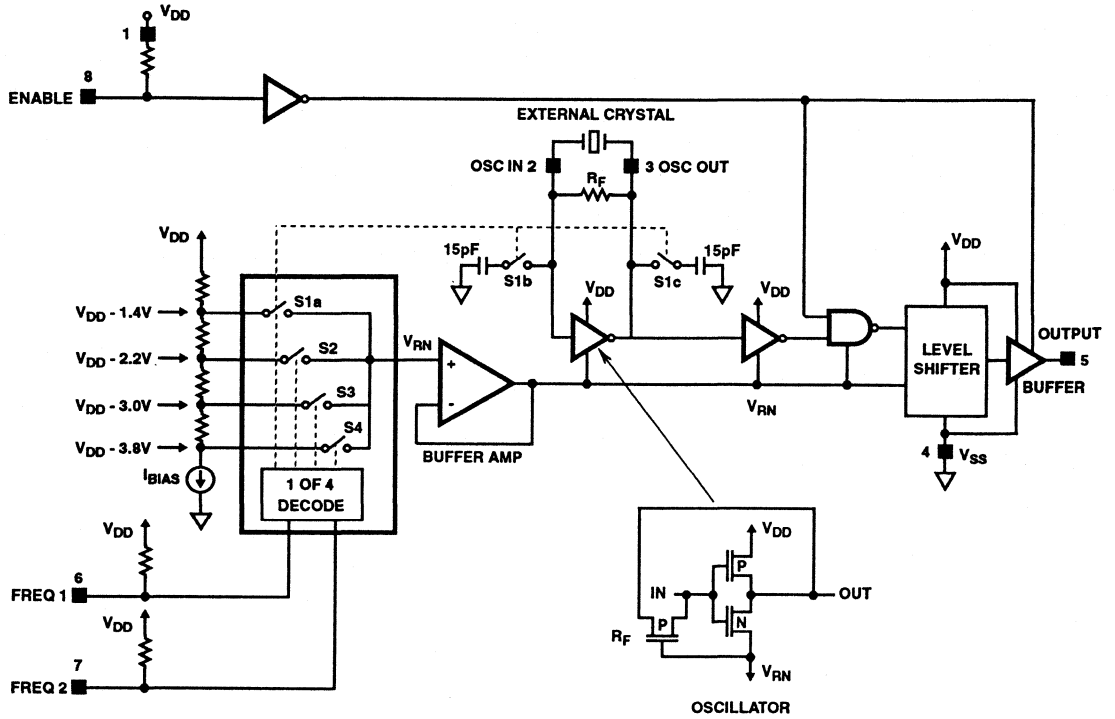 VDD
1
8
ENABLE
EXTERNAL CRYSTAL
OSC IN 2
3 OSC OUT
RF
VDD
15pF
S1b
S1c
15pF
VDD
VDD
VDD
VDD - 1.4V
S1a
VDD - 2.2V
S2
VDD - 3.0V
S3
VDD - 3.8V
S4
IBIAS
1 OF 4
DECODE
VRN
+
-
BUFFER AMP
VRN
LEVEL
SHIFTER
OUTPUT
5
BUFFER
4
VSS
VDD
6
FREQ 1
VDD
7
FREQ 2
VDD
P
IN
OUT
N
P
RF
VRN
OSCILLATOR